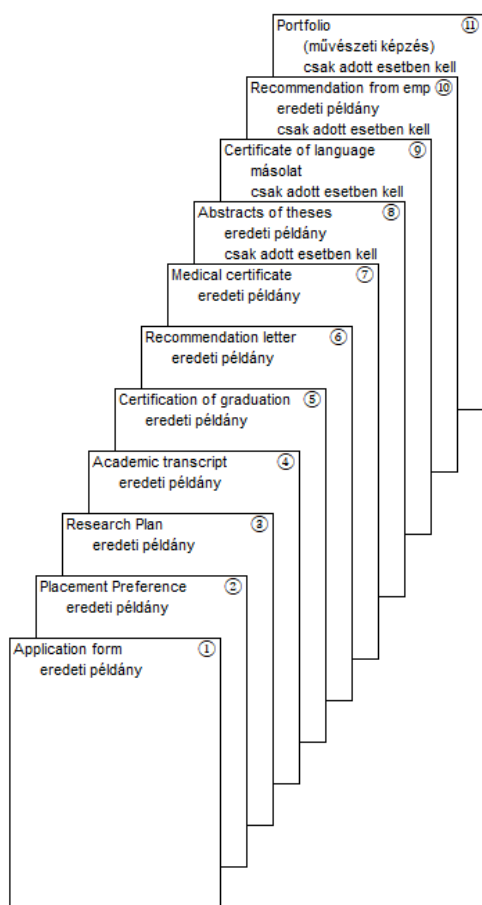 Portfolio ⑪
(művészeti képzés)
csak adott esetben kell
Recommendation from emp ⑩
eredeti példány
csak adott esetben kell
Certificate of language ⑨
másolat
csak adott esetben kell
Abstracts of theses ⑧
eredeti példány
csak adott esetben kell
Medical certificate ⑦
eredeti példány
Recommendation letter ⑥
eredeti példány
Certification of graduation ⑤
eredeti példány
Academic transcript ④
eredeti példány
Research Plan ③
eredeti példány
Placement Preference ②
eredeti példány
Application form ①
eredeti példány